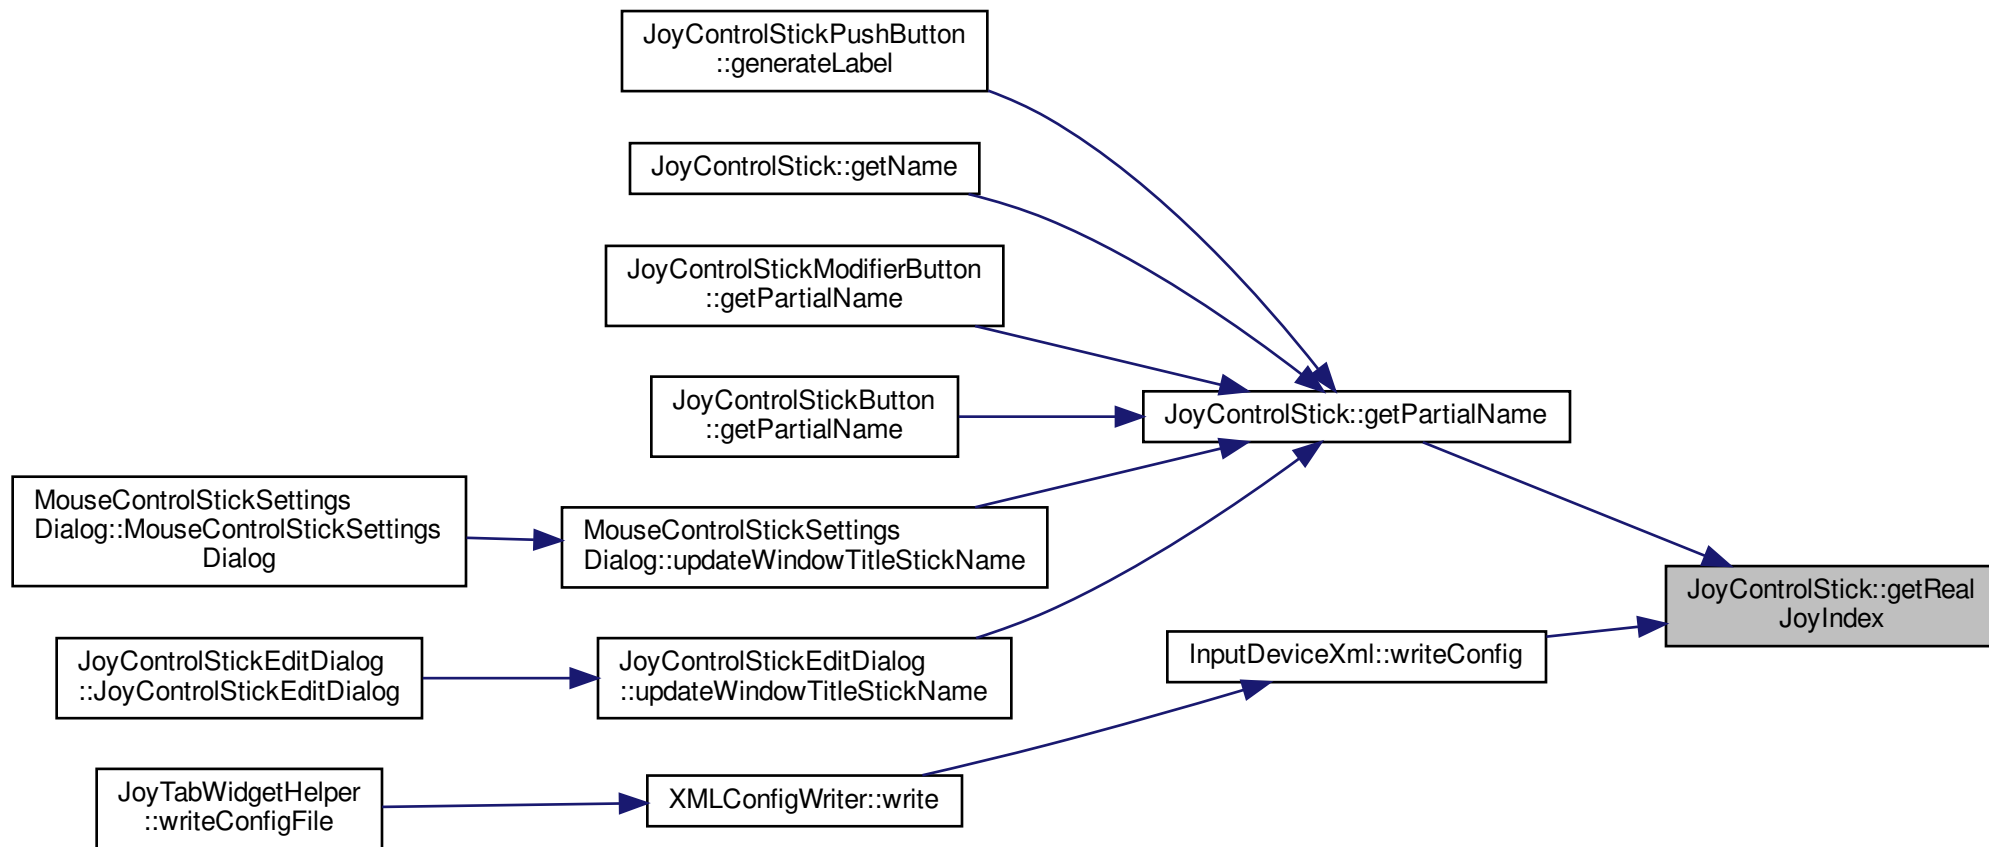 JoyControlStickPushButton
::generateLabel
JoyControlStick::getName
JoyControlStickModifierButton
::getPartialName
JoyControlStickButton
::getPartialName
JoyControlStick::getPartialName
MouseControlStickSettings
Dialog::MouseControlStickSettings
Dialog
MouseControlStickSettings
Dialog::updateWindowTitleStickName
JoyControlStick::getReal
JoyIndex
JoyControlStickEditDialog
::JoyControlStickEditDialog
JoyControlStickEditDialog
::updateWindowTitleStickName
InputDeviceXml::writeConfig
JoyTabWidgetHelper
::writeConfigFile
XMLConfigWriter::write